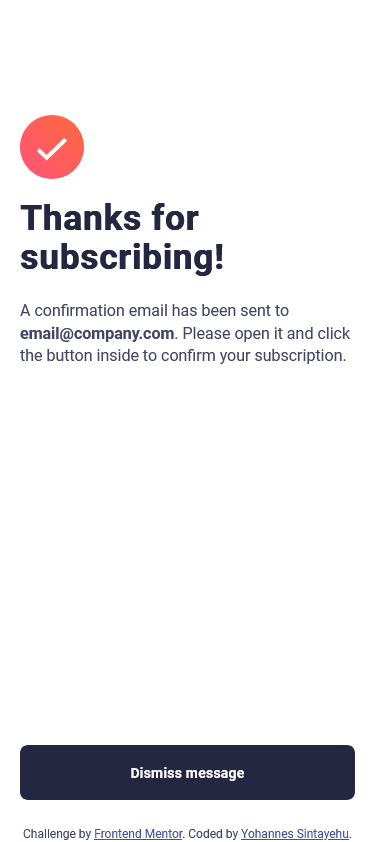 Thanks for
subscribing!
A confirmation email has been sent to
email@company.com. Please open it and click
the button inside to confirm your subscription.
Dismiss message
Challenge by Frontend Mentor. Coded by Yohannes Sintayehu.